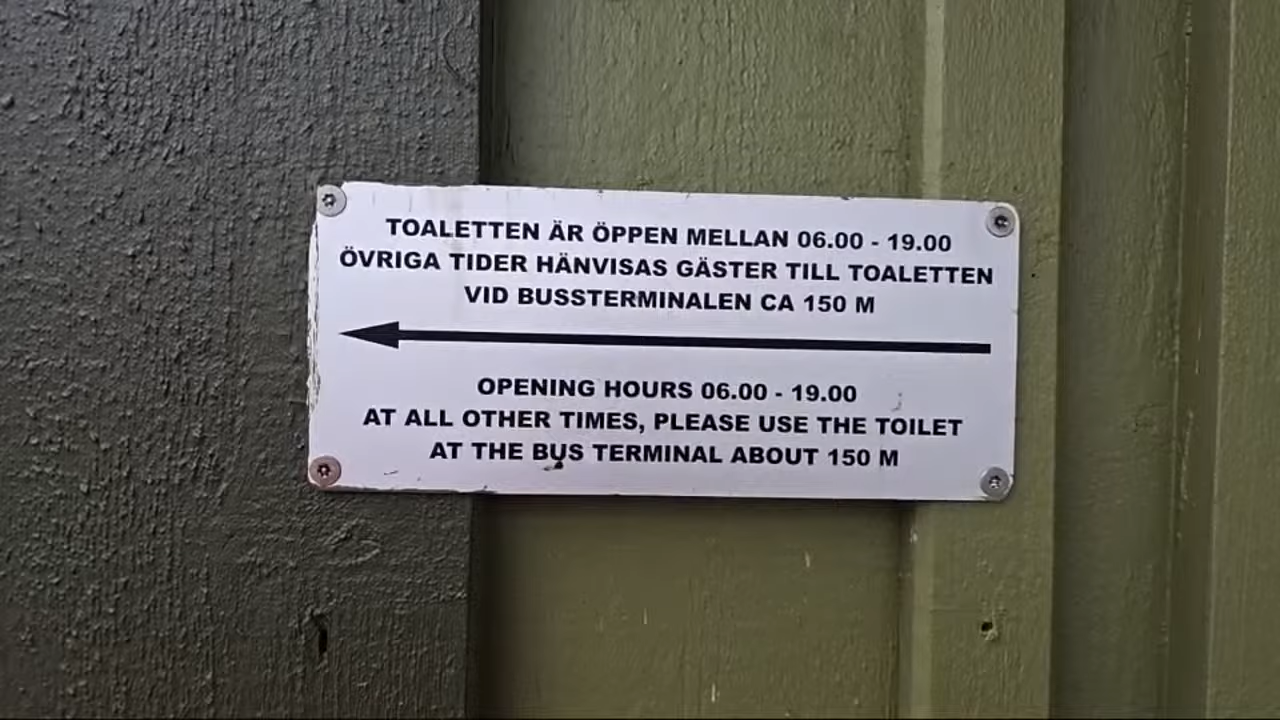 TOALETTEN ÄR ÖPPEN MELLAN 06.00 - 19.00
ÖVRIGA TIDER HÄNVISAS GÄSTER TILL TOALETTEN
VID BUSSTERMINALEN CA 150 M
OPENING HOURS 06.00 - 19.00
AT ALL OTHER TIMES, PLEASE USE THE TOILET
AT THE BUS TERMINAL ABOUT 150 M